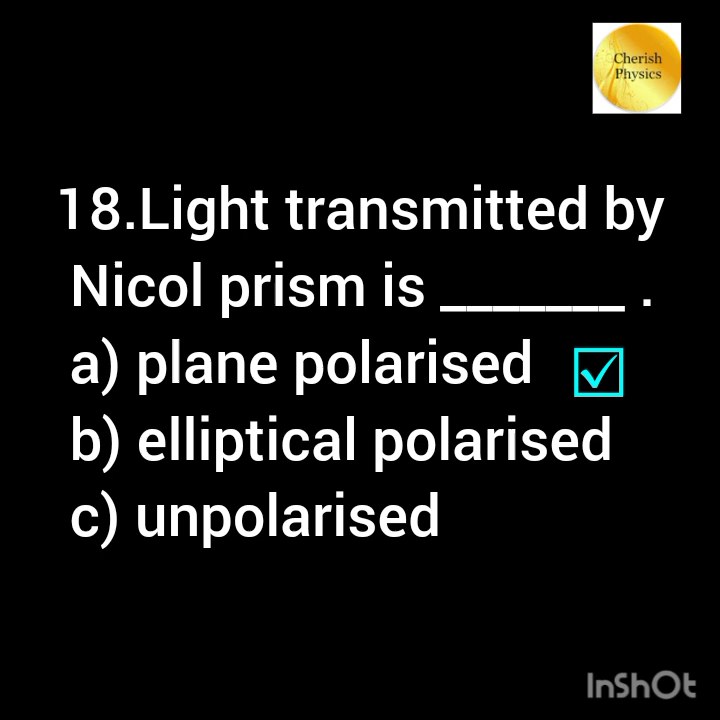 Cherish
Physics
18.Light transmitted by
Nicol prism is _______ .
a) plane polarised ☑
b) elliptical polarised
c) unpolarised
InShOt